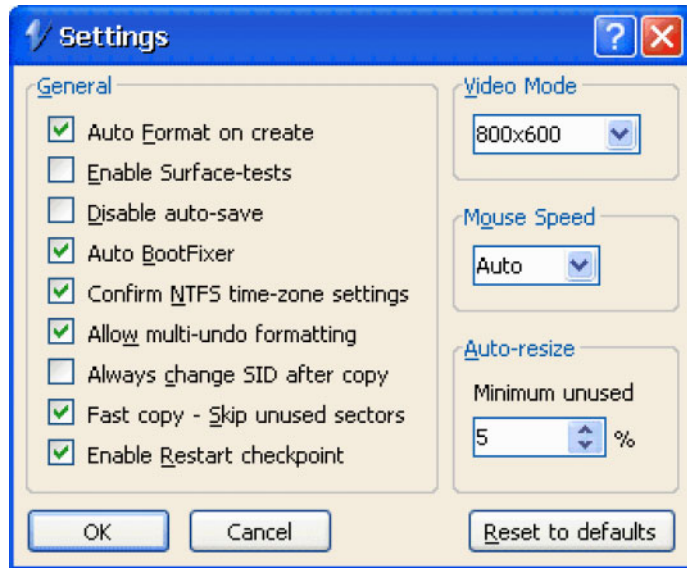 Settings
General
Auto Format on create
Enable Surface-tests
Disable auto-save
Auto BootFixer
Confirm NTFS time-zone settings
Allow multi-undo formatting
Always change SID after copy
Fast copy - Skip unused sectors
Enable Restart checkpoint
Video Mode
800x600
Mouse Speed
Auto
Auto-resize
Minimum unused
5 %
OK
Cancel
Reset to defaults